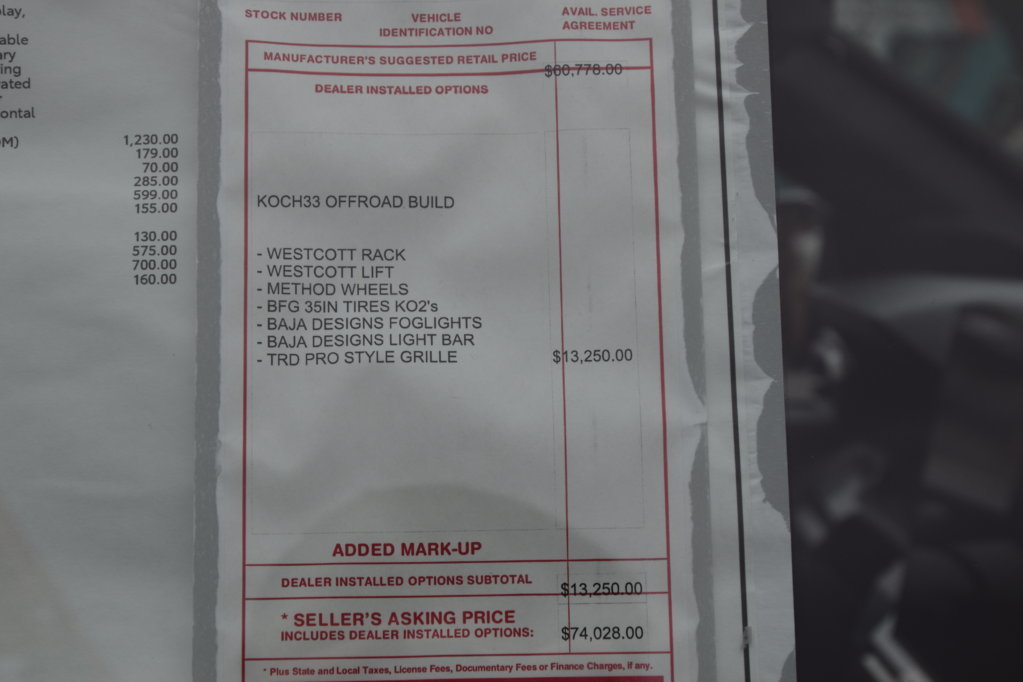 play,
able
ary
ing
rated
ontal
OM)
1,230.00
179.00
70.00
285.00
599.00
155.00
130.00
575.00
700.00
160.00
STOCK NUMBER VEHICLE IDENTIFICATION NO AVAIL. SERVICE AGREEMENT
MANUFACTURER'S SUGGESTED RETAIL PRICE $60,778.00
DEALER INSTALLED OPTIONS
KOCH33 OFFROAD BUILD
- WESTCOTT RACK
- WESTCOTT LIFT
- METHOD WHEELS
- BFG 35IN TIRES KO2's
- BAJA DESIGNS FOGLIGHTS
- BAJA DESIGNS LIGHT BAR
- TRD PRO STYLE GRILLE $13,250.00
ADDED MARK-UP
DEALER INSTALLED OPTIONS SUBTOTAL $13,250.00
* SELLER'S ASKING PRICE
INCLUDES DEALER INSTALLED OPTIONS: $74,028.00
* Plus State and Local Taxes, License Fees, Documentary Fees or Finance Charges, if any.